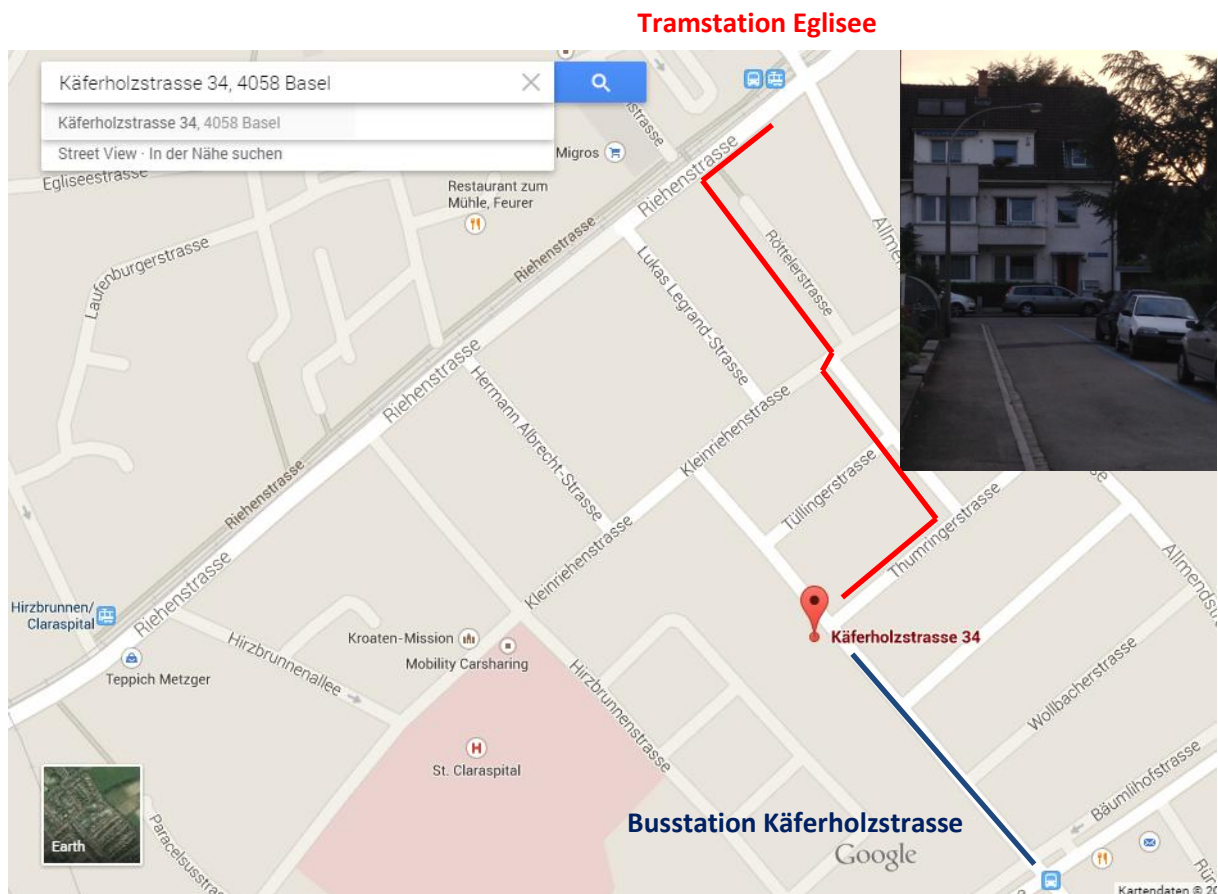 Tramstation Eglisee
Käferholzstrasse 34, 4058 Basel
Käferholzstrasse 34, 4058 Basel
Street View · In der Nähe suchen
Egliseestrasse
Migros
Restaurant zum
Mühle, Feurer
Riehenstrasse
Riehenstrasse
Laufenburgerstrasse
Röttelerstrasse
Lukas Legrand-Strasse
Riehenstrasse
Hermann Albrecht-Strasse
Kleinriehenstrasse
Tüllingerstrasse
Riehenstrasse
Thumringerstrasse
Kleinriehenstrasse
Hirzbrunnen/
Claraspital
Riehenstrasse
Käferholzstrasse 34
Kroaten-Mission
Mobility Carsharing
Hirzbrunnenallee
Teppich Metzger
Hirzbrunnenstrasse
Wollbacherstrasse
H
St. Claraspital
Bäumlihofstrasse
Busstation Käferholzstrasse
Earth
Google
Kartendaten ©